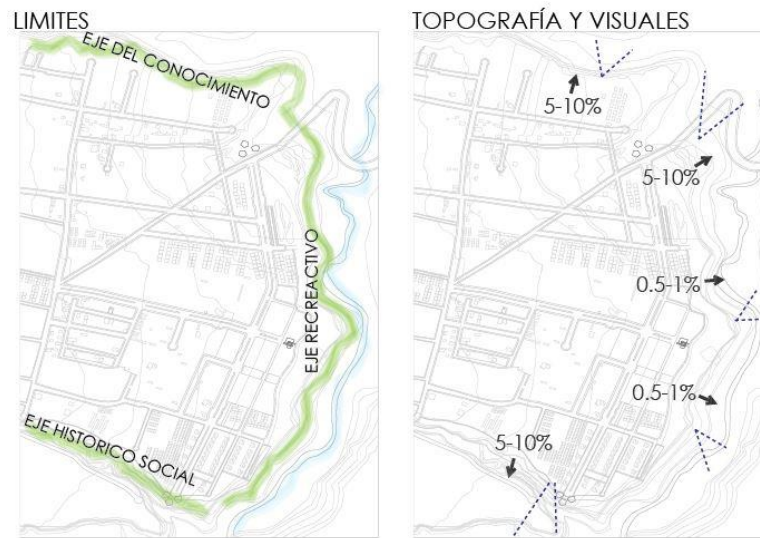 LIMITES
EJE DEL CONOCIMIENTO
EJE RECREACTIVO
EJE HISTORICO SOCIAL
TOPOGRAFÍA Y VISUALES
5-10%
5-10%
0.5-1%
0.5-1%
5-10%